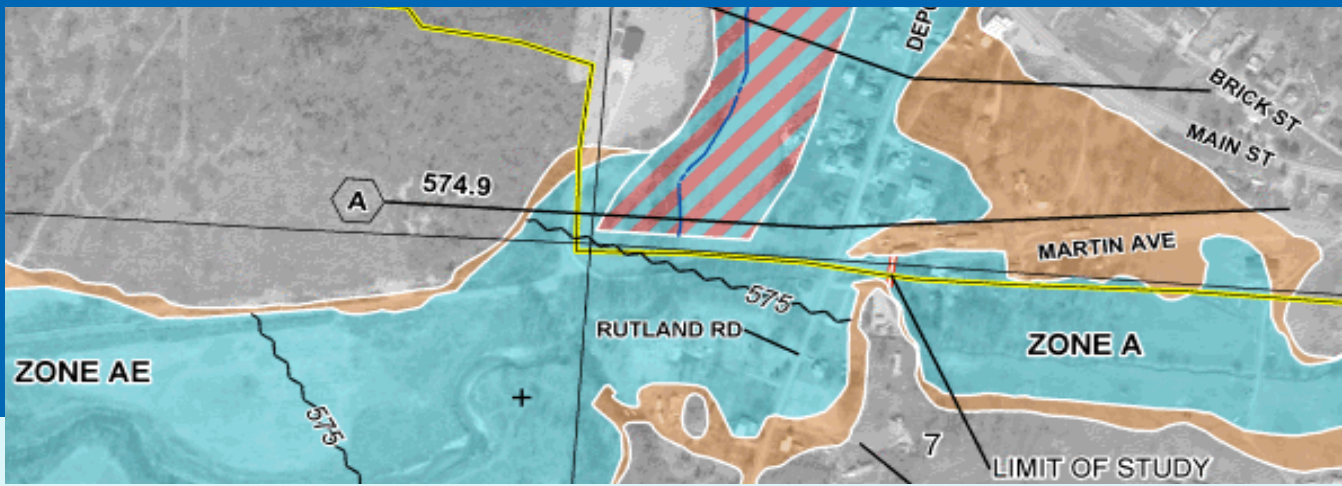 DEPO
BRICK ST
MAIN ST
574.9
A
MARTIN AVE
575
RUTLAND RD
ZONE A
ZONE AE
575
7
LIMIT OF STUDY